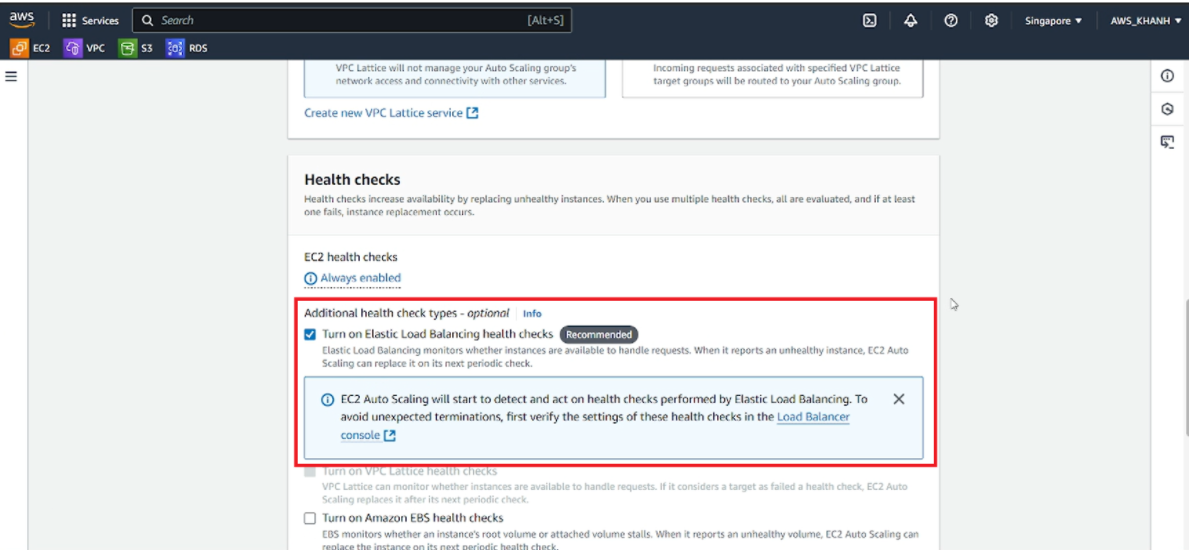 aws Services Search [Alt+S] Singapore AWS_KHANH
EC2 VPC S3 RDS
VPC Lattice will not manage your Auto Scaling group's
network access and connectivity with other services.
Incoming requests associated with specified VPC Lattice
target groups will be routed to your Auto Scaling group.
Create new VPC Lattice service
Health checks
Health checks increase availability by replacing unhealthy instances. When you use multiple health checks, all are evaluated, and if at least
one fails, instance replacement occurs.
EC2 health checks
Always enabled
Additional health check types - optional Info
Turn on Elastic Load Balancing health checks Recommended
Elastic Load Balancing monitors whether instances are available to handle requests. When it reports an unhealthy instance, EC2 Auto
Scaling can replace it on its next periodic check.
EC2 Auto Scaling will start to detect and act on health checks performed by Elastic Load Balancing. To
avoid unexpected terminations, first verify the settings of these health checks in the Load Balancer
console
Turn on VPC Lattice health checks
VPC Lattice can monitor whether instances are available to handle requests. If it considers a target as failed a health check, EC2 Auto
Scaling replaces it after its next periodic check.
Turn on Amazon EBS health checks
EBS monitors whether an instance's root volume or attached volume stalls. When it reports an unhealthy volume, EC2 Auto Scaling can
replace the instance on its next periodic health check.